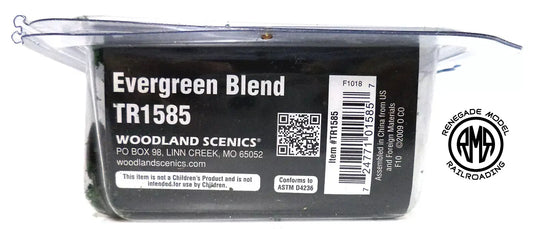 Evergreen Blend
TR1585
WOODLAND SCENICS®
PO BOX 98, LINN CREEK, MO 65052
woodlandscenics.com
This item is not a Children's Product and is not
intended for use by Children.
Conforms to
ASTM D4236
F1018
Item #TR1585
7 24771 01585 7
Assembled in China from US
and Foreign Materials
F10 ©2009 O CO
RENEGADE MODEL
RMR
RAILROADING